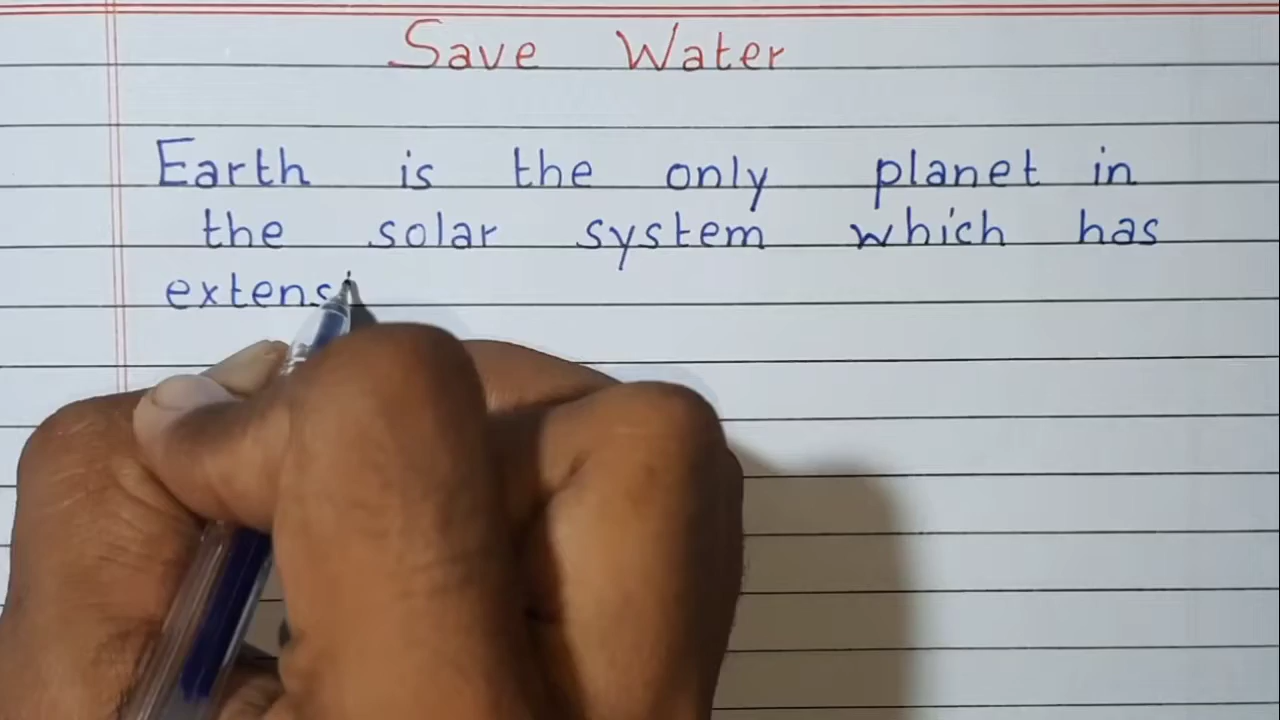 Save Water
Earth is the only planet in
the solar system which has
extens